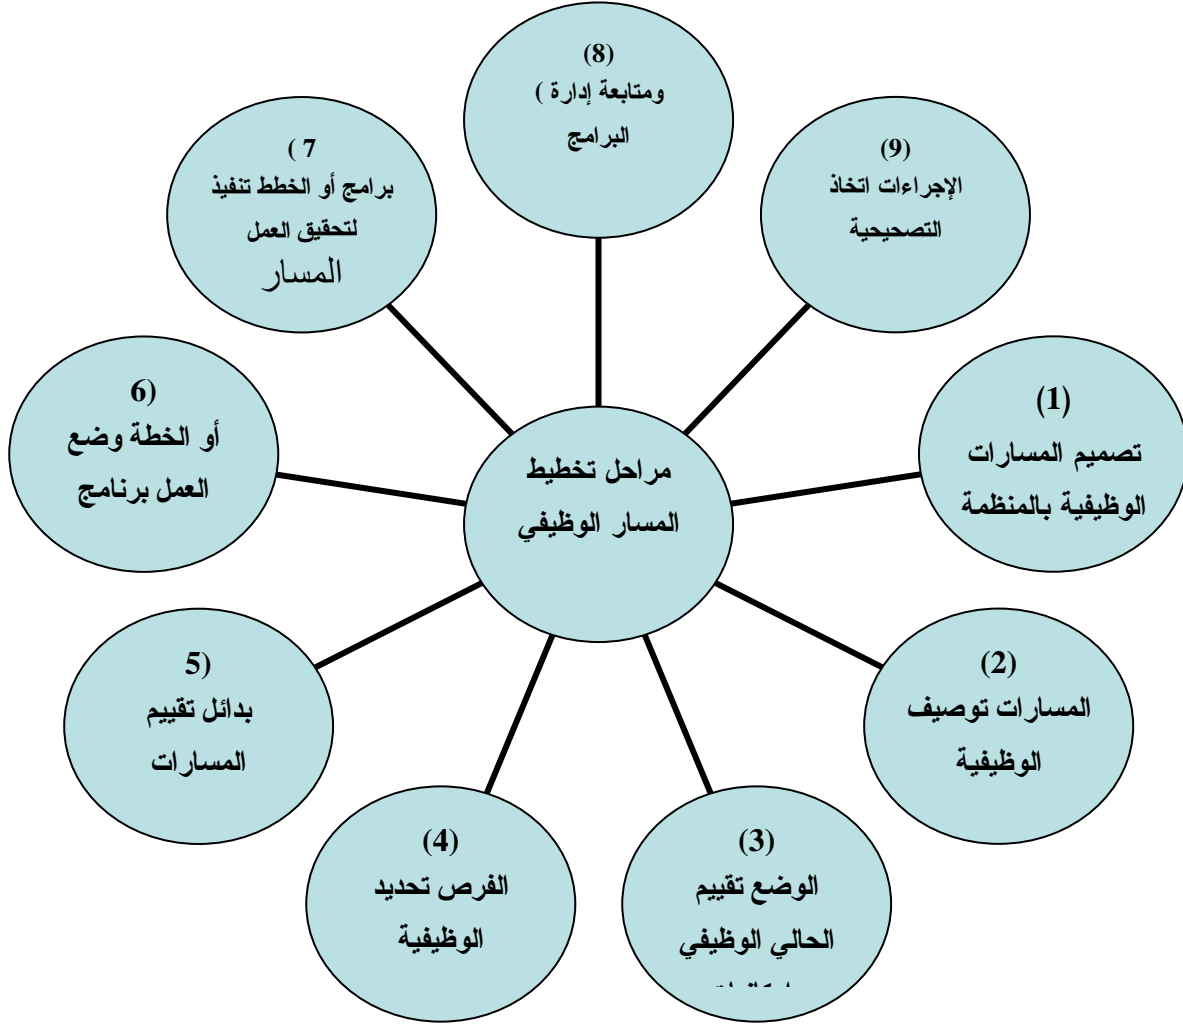 مراحل تخطيط
المسار الوظيفي
(1)
تصميم المسارات
الوظيفية بالمنظمة
(2)
المسارات توصيف
الوظيفية
(3)
الوضع تقييم
الحالي الوظيفي
(4)
الفرص تحديد
الوظيفية
5)
بدائل تقييم
المسارات
6)
أو الخطة وضع
العمل برنامج
7 )
برامج أو الخطط تنفيذ
لتحقيق العمل
المسار
(8)
ومتابعة إدارة )
البرامج
(9)
الإجراءات اتخاذ
التصحيحية